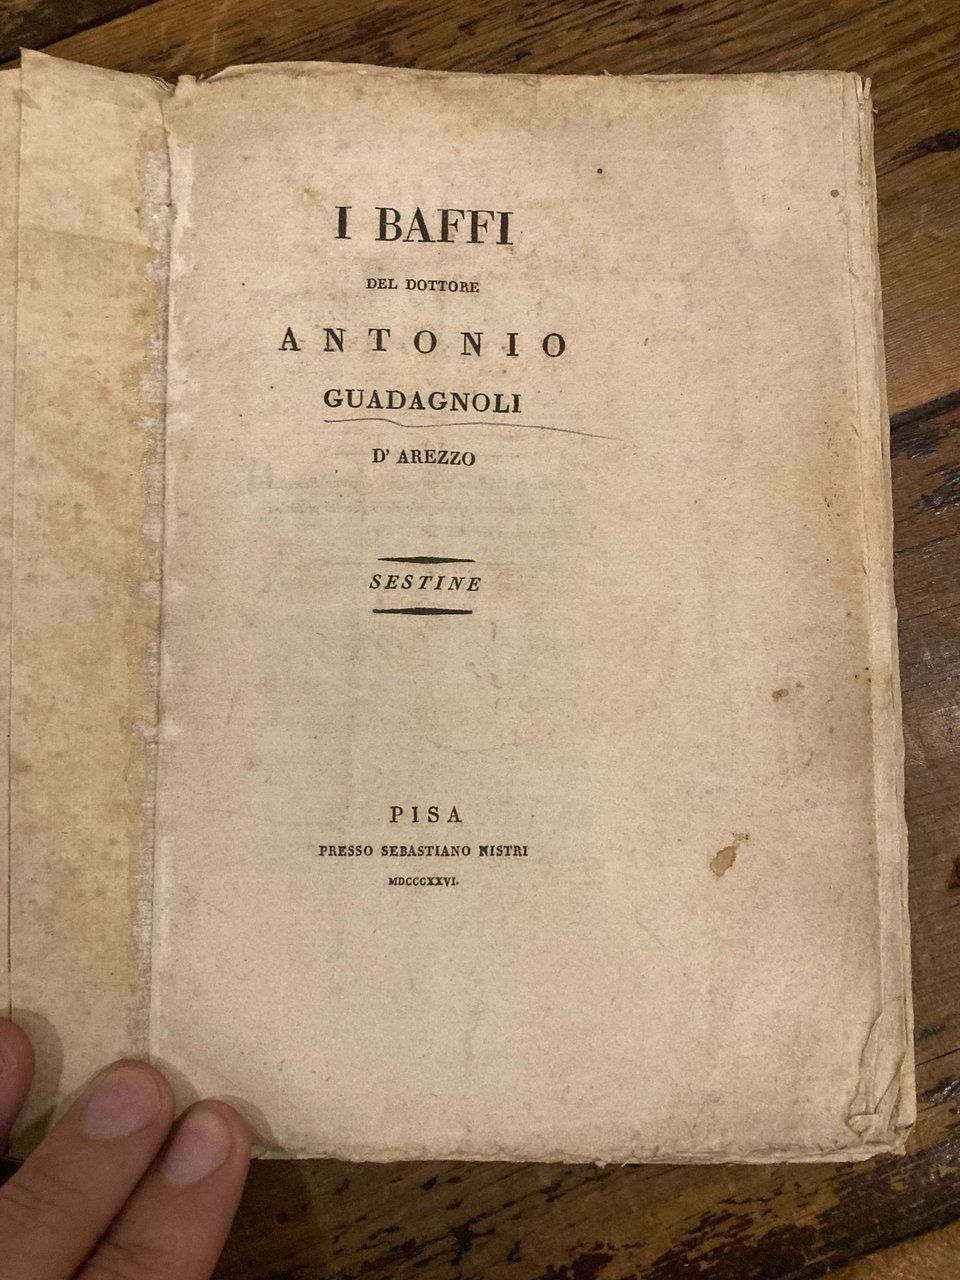 I BAFFI
DEL DOTTORE
ANTONIO
GUADAGNOLI
D' AREZZO
SESTINE
PISA
PRESSO SEBASTIANO NISTRI
MDCCCXXVI.